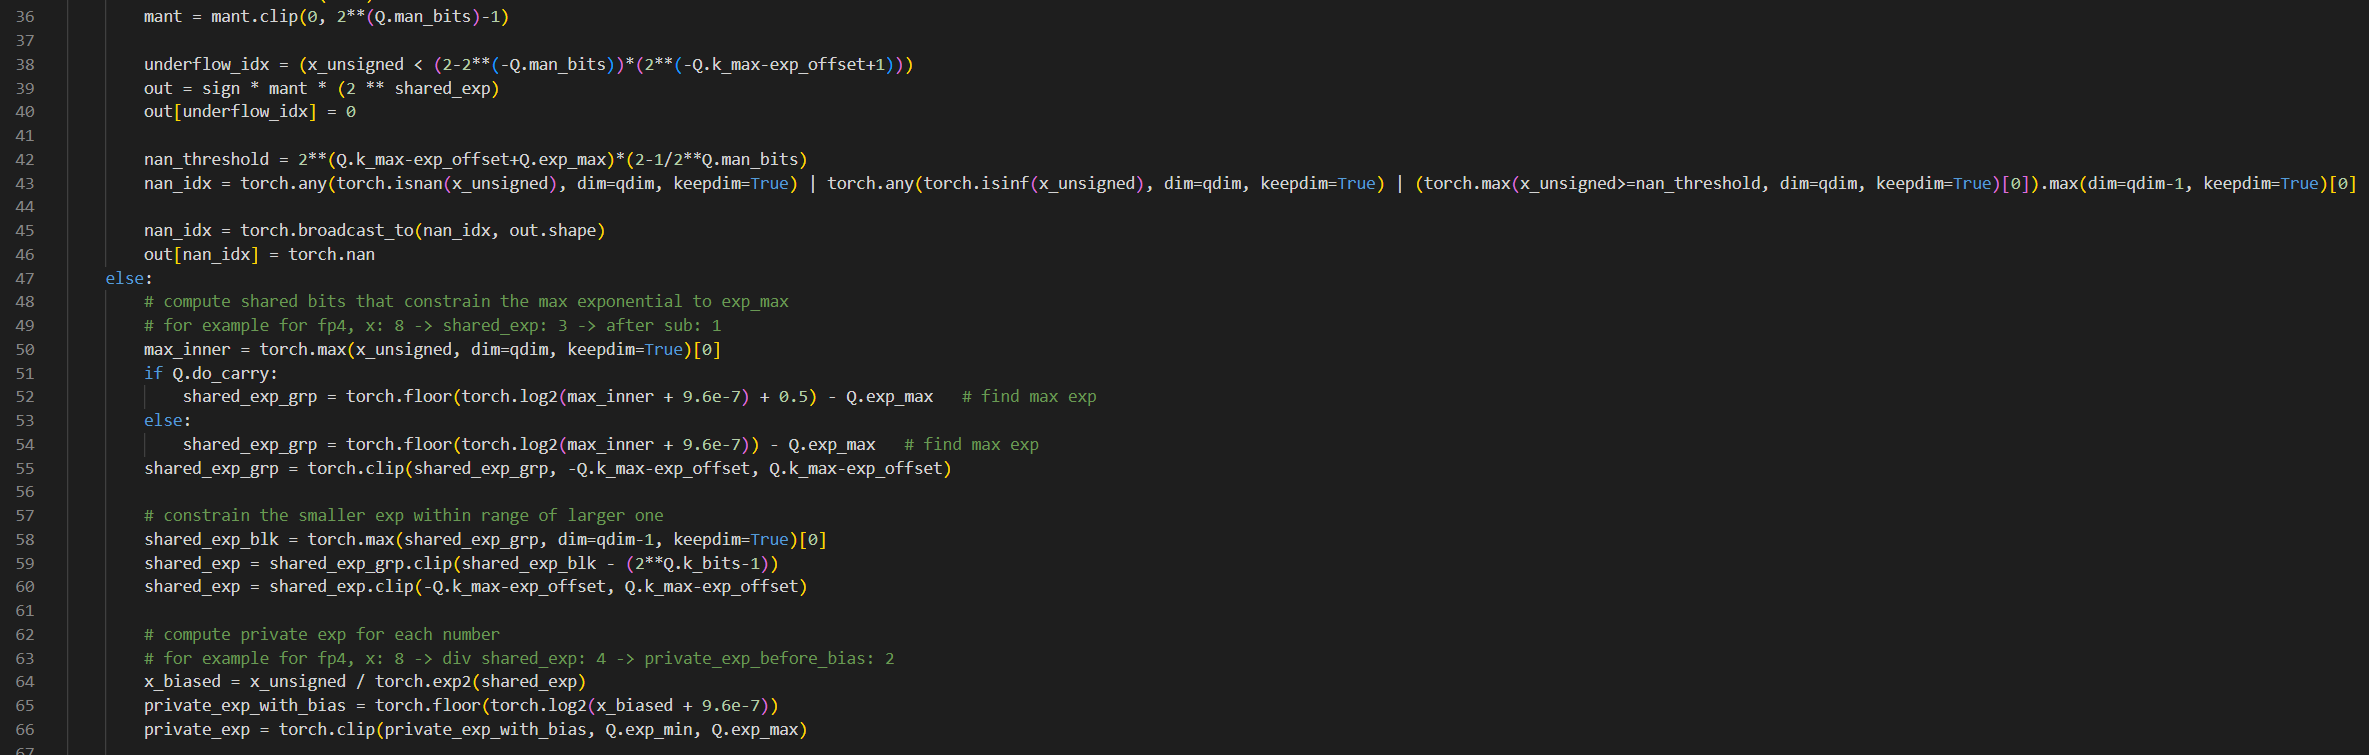 36 mant = mant.clip(0, 2**(Q.man_bits)-1)
37
38 underflow_idx = (x_unsigned < (2-2**(-Q.man_bits))*(2**(-Q.k_max-exp_offset+1)))
39 out = sign * mant * (2 ** shared_exp)
40 out[underflow_idx] = 0
41
42 nan_threshold = 2**(Q.k_max-exp_offset+Q.exp_max)*(2-1/2**Q.man_bits)
43 nan_idx = torch.any(torch.isnan(x_unsigned), dim=qdim, keepdim=True) | torch.any(torch.isinf(x_unsigned), dim=qdim, keepdim=True) | (torch.max(x_unsigned>=nan_threshold, dim=qdim, keepdim=True)[0]).max(dim=qdim-1, keepdim=True)[0]
44
45 nan_idx = torch.broadcast_to(nan_idx, out.shape)
46 out[nan_idx] = torch.nan
47 else:
48 # compute shared bits that constrain the max exponential to exp_max
49 # for example for fp4, x: 8 -> shared_exp: 3 -> after sub: 1
50 max_inner = torch.max(x_unsigned, dim=qdim, keepdim=True)[0]
51 if Q.do_carry:
52 shared_exp_grp = torch.floor(torch.log2(max_inner + 9.6e-7) + 0.5) - Q.exp_max # find max exp
53 else:
54 shared_exp_grp = torch.floor(torch.log2(max_inner + 9.6e-7)) - Q.exp_max # find max exp
55 shared_exp_grp = torch.clip(shared_exp_grp, -Q.k_max-exp_offset, Q.k_max-exp_offset)
56
57 # constrain the smaller exp within range of larger one
58 shared_exp_blk = torch.max(shared_exp_grp, dim=qdim-1, keepdim=True)[0]
59 shared_exp = shared_exp_grp.clip(shared_exp_blk - (2**Q.k_bits-1))
60 shared_exp = shared_exp.clip(-Q.k_max-exp_offset, Q.k_max-exp_offset)
61
62 # compute private exp for each number
63 # for example for fp4, x: 8 -> div shared_exp: 4 -> private_exp_before_bias: 2
64 x_biased = x_unsigned / torch.exp2(shared_exp)
65 private_exp_with_bias = torch.floor(torch.log2(x_biased + 9.6e-7))
66 private_exp = torch.clip(private_exp_with_bias, Q.exp_min, Q.exp_max)
67